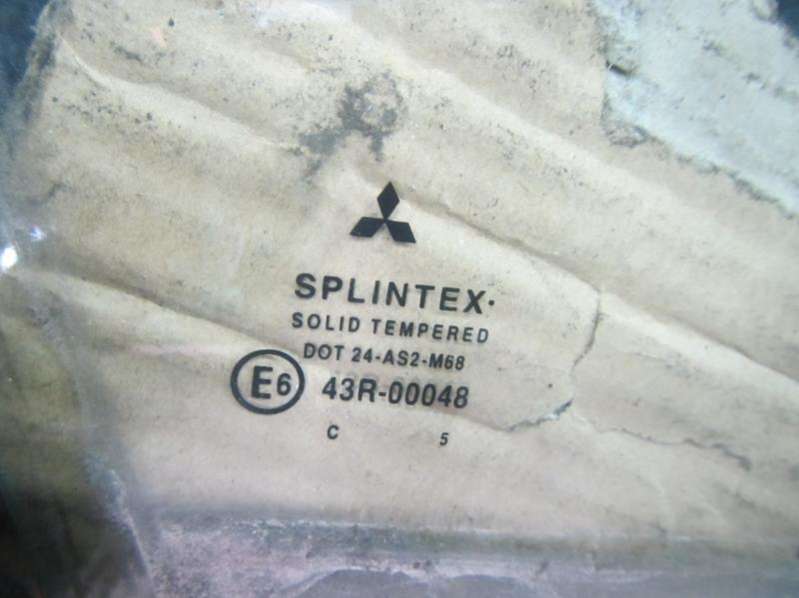 SPLINTEX·
SOLID TEMPERED
DOT 24-AS2-M68
E6 43R-00048
C 5